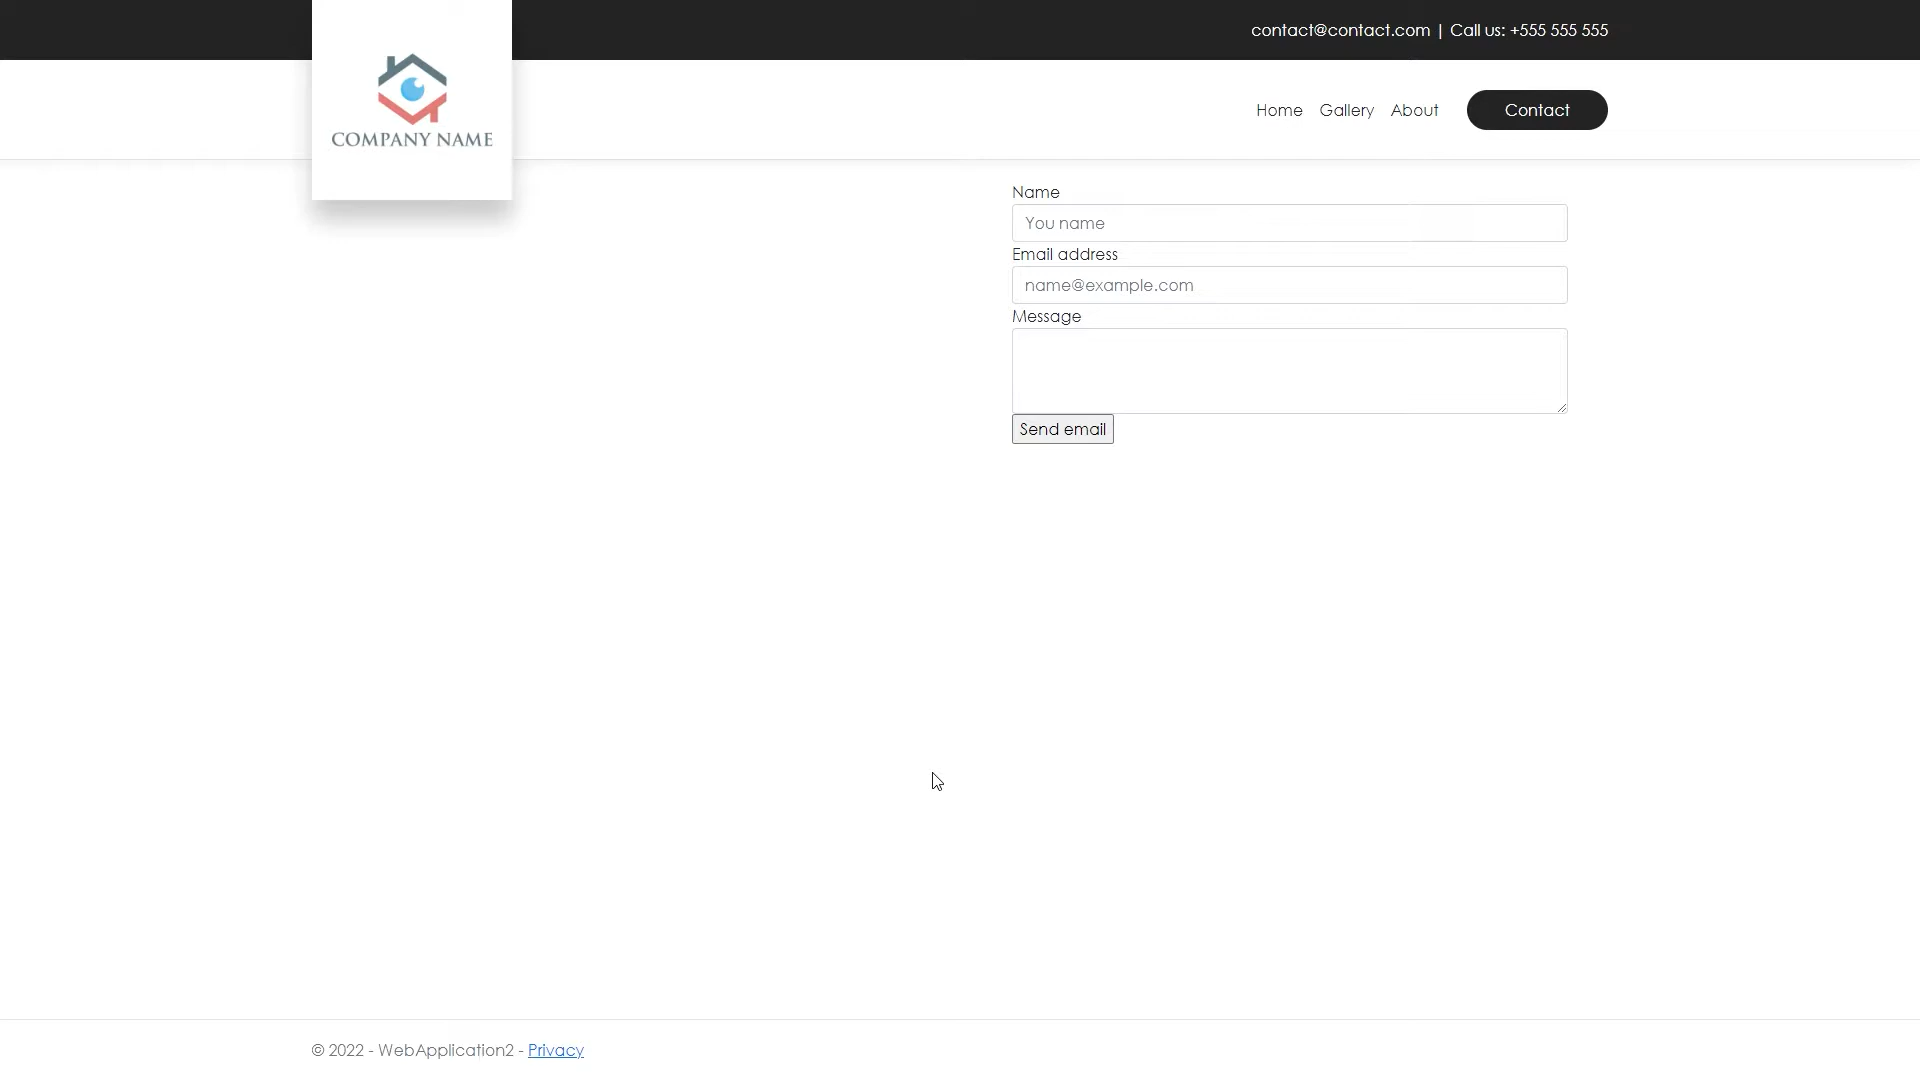 contact@contact.com | Call us: +555 555 555
COMPANY NAME
Home Gallery About Contact
Name
You name
Email address
name@example.com
Message
Send email
© 2022 - WebApplication2 - Privacy